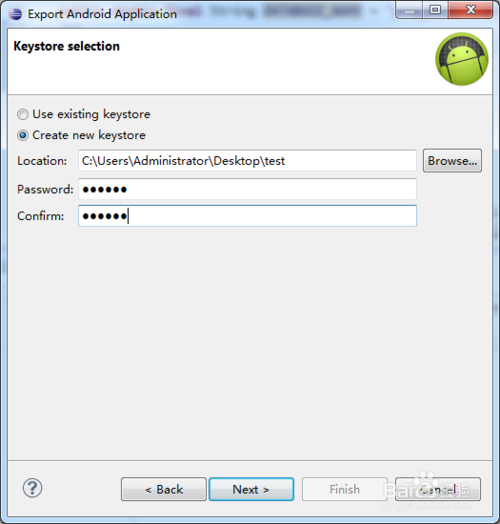 Export Android Application
Keystore selection
Use existing keystore
Create new keystore
Location: C:\Users\Administrator\Desktop\test Browse...
Password: ●●●●●●
Confirm: ●●●●●●
? < Back Next > Finish Cancel